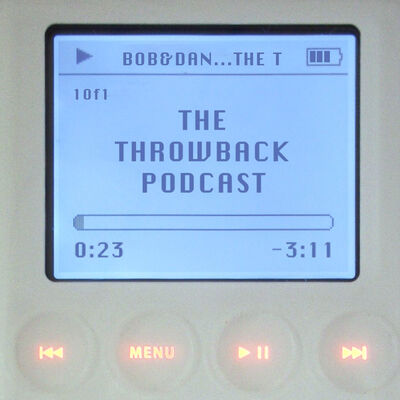 BOB&DAN...THE T
1 of 1
THE
THROWBACK
PODCAST
0:23 -3:11
MENU